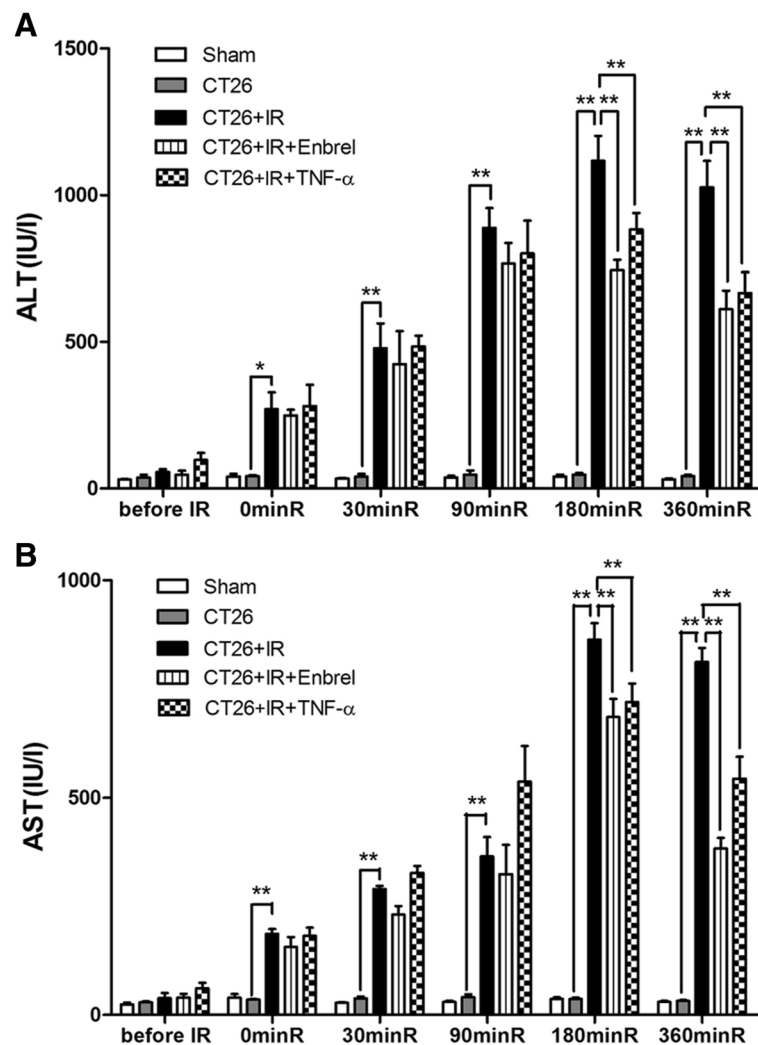 A
1500
1000
500
0
ALT(IU/l)
Sham
CT26
CT26+IR
CT26+IR+Enbrel
CT26+IR+TNF-α
*
**
**
** **
**
** **
**
before IR 0minR 30minR 90minR 180minR 360minR
B
1000
500
0
AST(IU/l)
Sham
CT26
CT26+IR
CT26+IR+Enbrel
CT26+IR+TNF-α
**
**
**
** **
**
** **
**
before IR 0minR 30minR 90minR 180minR 360minR